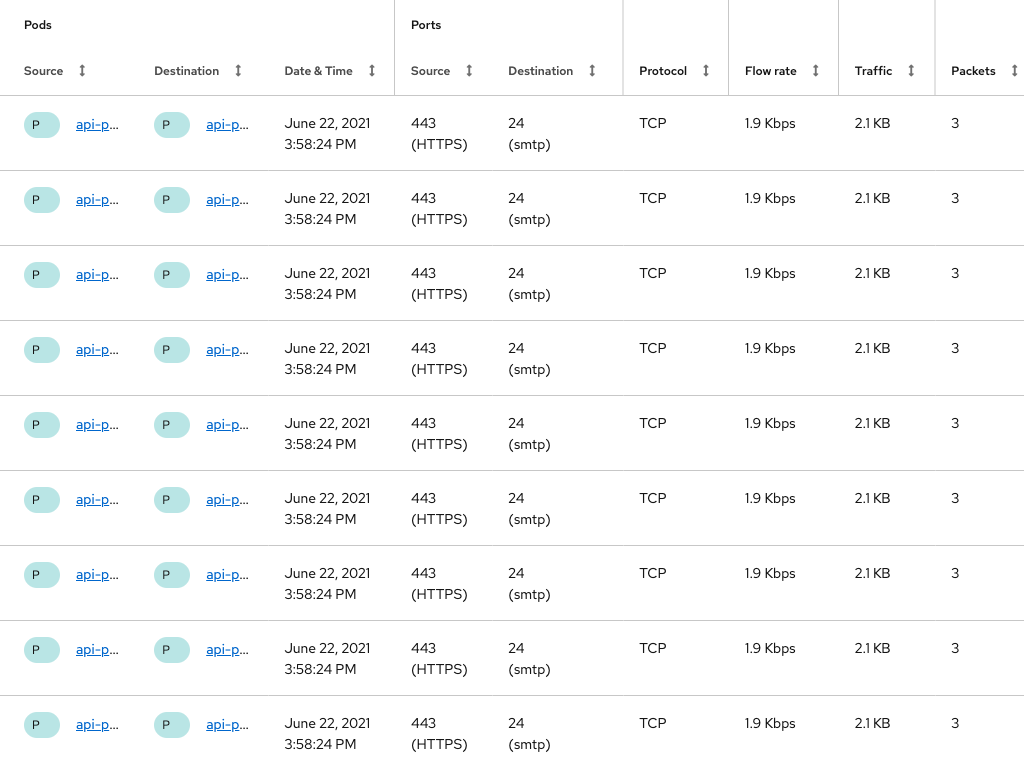 Pods Ports
Source Destination Date & Time Source Destination Protocol Flow rate Traffic Packets
P api-p... P api-p... June 22, 2021 443 24 TCP 1.9 Kbps 2.1 KB 3
3:58:24 PM (HTTPS) (smtp)
P api-p... P api-p... June 22, 2021 443 24 TCP 1.9 Kbps 2.1 KB 3
3:58:24 PM (HTTPS) (smtp)
P api-p... P api-p... June 22, 2021 443 24 TCP 1.9 Kbps 2.1 KB 3
3:58:24 PM (HTTPS) (smtp)
P api-p... P api-p... June 22, 2021 443 24 TCP 1.9 Kbps 2.1 KB 3
3:58:24 PM (HTTPS) (smtp)
P api-p... P api-p... June 22, 2021 443 24 TCP 1.9 Kbps 2.1 KB 3
3:58:24 PM (HTTPS) (smtp)
P api-p... P api-p... June 22, 2021 443 24 TCP 1.9 Kbps 2.1 KB 3
3:58:24 PM (HTTPS) (smtp)
P api-p... P api-p... June 22, 2021 443 24 TCP 1.9 Kbps 2.1 KB 3
3:58:24 PM (HTTPS) (smtp)
P api-p... P api-p... June 22, 2021 443 24 TCP 1.9 Kbps 2.1 KB 3
3:58:24 PM (HTTPS) (smtp)
P api-p... P api-p... June 22, 2021 443 24 TCP 1.9 Kbps 2.1 KB 3
3:58:24 PM (HTTPS) (smtp)